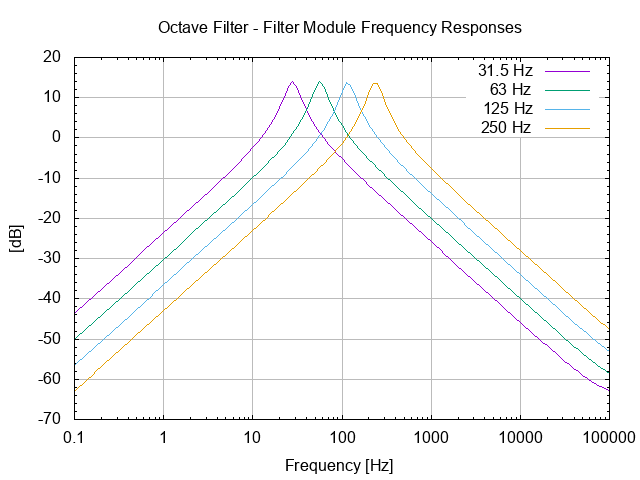 Octave Filter - Filter Module Frequency Responses
20
10
0
-10
-20
-30
-40
-50
-60
-70
[dB]
31.5 Hz
63 Hz
125 Hz
250 Hz
0.1 1 10 100 1000 10000 100000
Frequency [Hz]